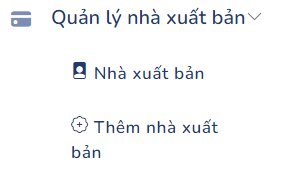 Quản lý nhà xuất bản
Nhà xuất bản
Thêm nhà xuất
bản